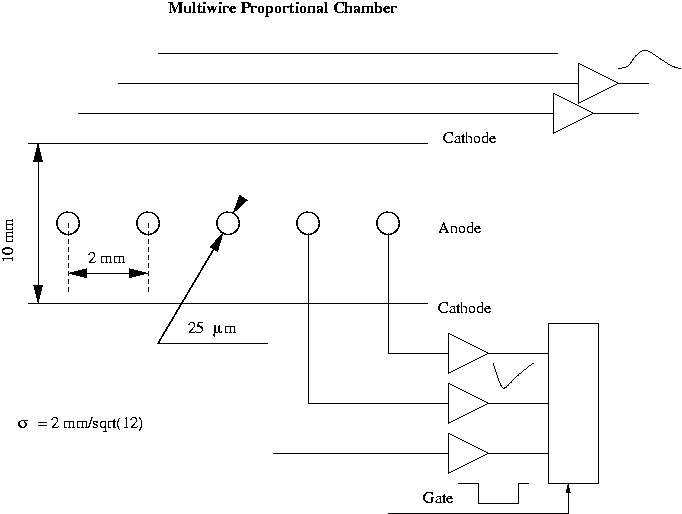 Multiwire Proportional Chamber
Cathode
10 mm
Anode
2 mm
Cathode
25 μm
σ = 2 mm/sqrt(12)
Gate